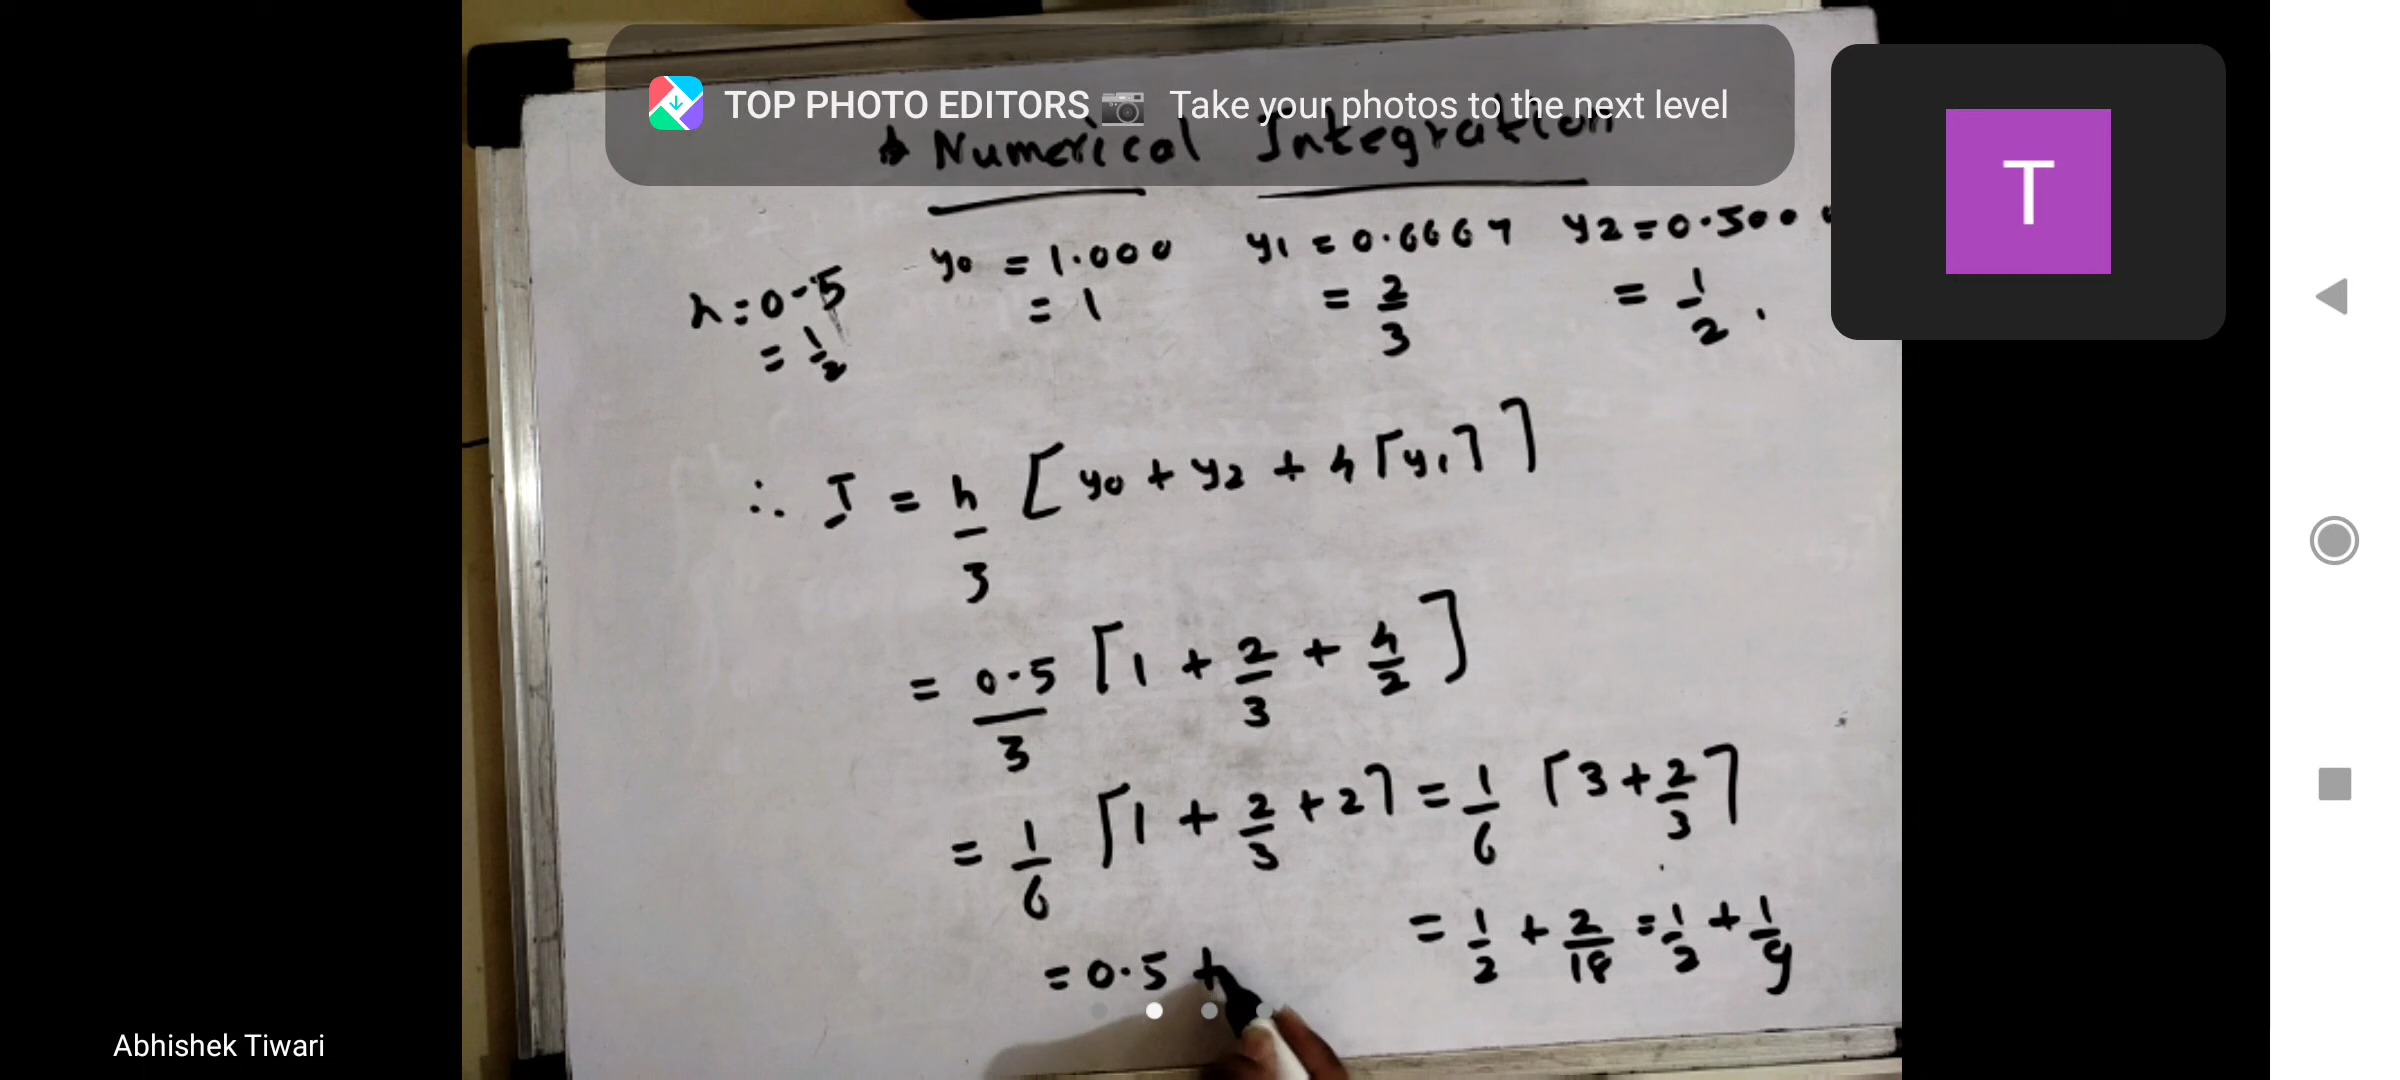 TOP PHOTO EDITORS 📷 Take your photos to the next level
T
* Numerical Integration
h = 0.5 y0 = 1.000 y1 = 0.6667 y2 = 0.500
= 1/2 = 1 = 2/3 = 1/2 .
∴ I = h/3 [y0 + y2 + 4[y1]]
= 0.5/3 [1 + 2/3 + 4/2]
= 1/6 [1 + 2/3 + 2] = 1/6 [3 + 2/3]
= 1/2 + 2/18 = 1/2 + 1/9
= 0.5 +
Abhishek Tiwari